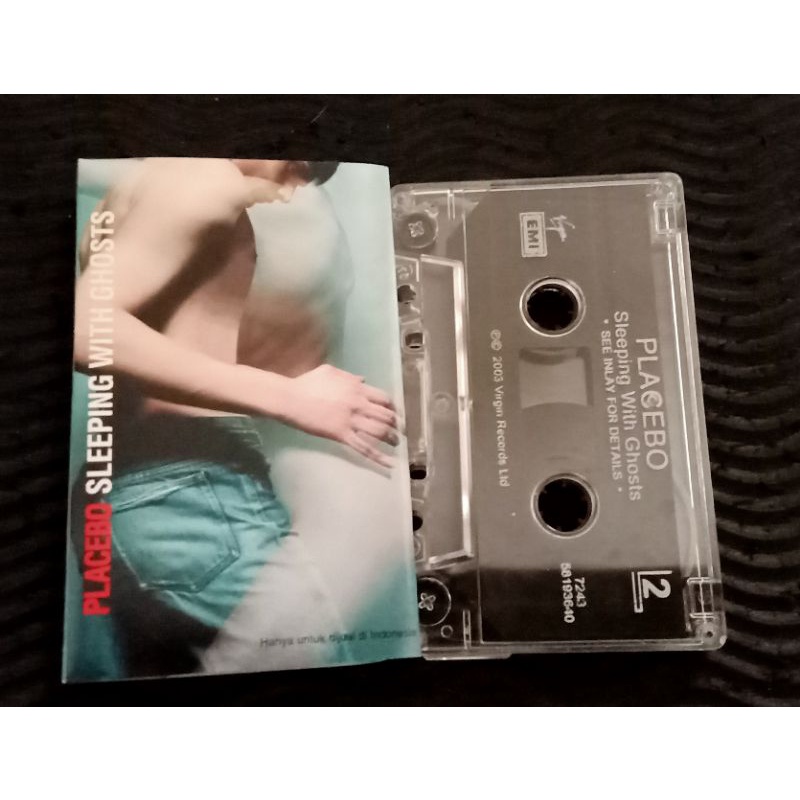 PLACEBO SLEEPING WITH GHOSTS
Hanya untuk dijual di Indonesia
EMI
Virgin
PLACEBO
Sleeping With Ghosts
• SEE INLAY FOR DETAILS •
℗© 2003 Virgin Records Ltd
2
7243
58193640